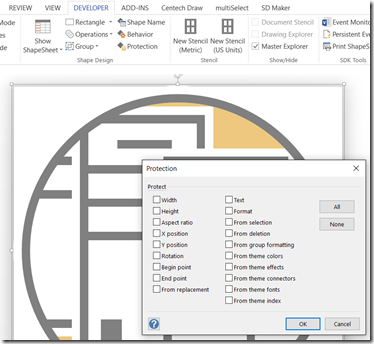 REVIEW VIEW DEVELOPER ADD-INS Centech Draw multiSelect SD Maker
Mode
es
ode
Show ShapeSheet
Rectangle
Operations
Group
Shape Name
Behavior
Protection
Shape Design
New Stencil (Metric)
New Stencil (US Units)
Stencil
Document Stencil
Drawing Explorer
Master Explorer
Show/Hide
Event Monitor
Persistent Eve
Print ShapeSh
SDK Tools
Protection
Protect
Width
Height
Aspect ratio
X position
Y position
Rotation
Begin point
End point
From replacement
Text
Format
From selection
From deletion
From group formatting
From theme colors
From theme effects
From theme connectors
From theme fonts
From theme index
All
None
OK
Cancel